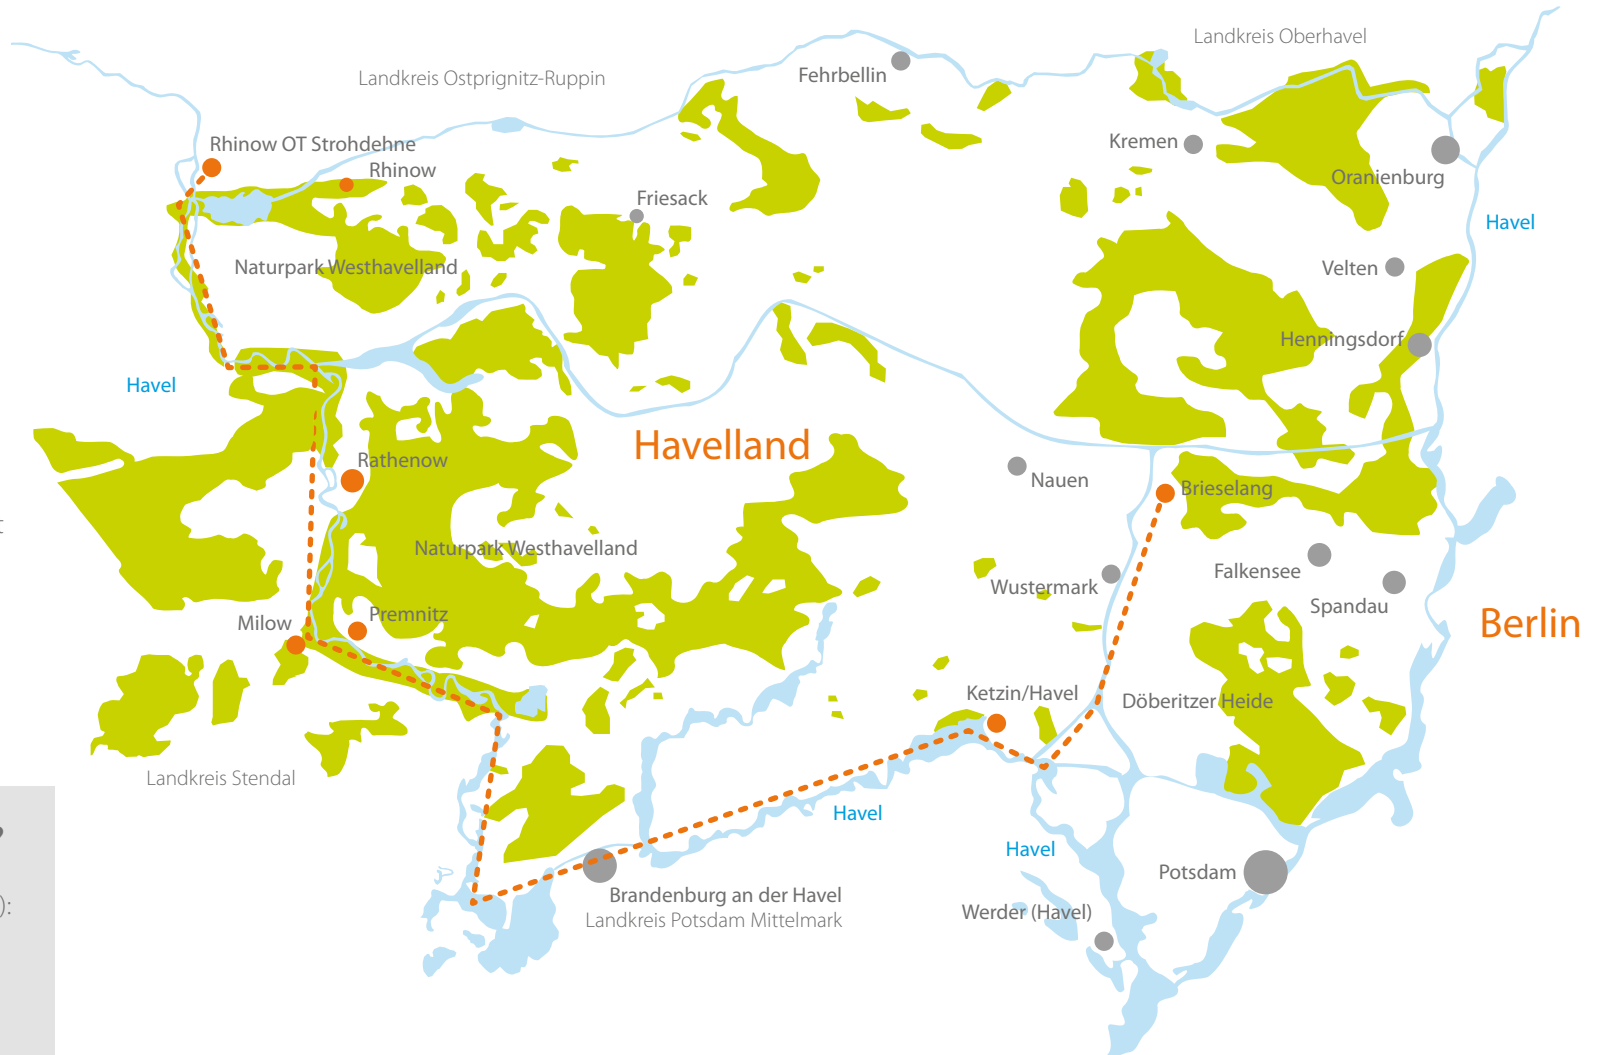 Landkreis Oberhavel
Landkreis Ostprignitz-Ruppin
Fehrbellin
Kremen
Rhinow OT Strohdehne
Rhinow
Oranienburg
Friesack
Havel
Naturpark Westhavelland
Velten
Henningsdorf
Havel
Havelland
Rathenow
Nauen
Brieselang
Naturpark Westhavelland
Falkensee
Wustermark
Spandau
Premnitz
Milow
Berlin
Ketzin/Havel
Döberitzer Heide
Landkreis Stendal
Havel
Havel
Potsdam
Brandenburg an der Havel
Landkreis Potsdam Mittelmark
Werder (Havel)
):